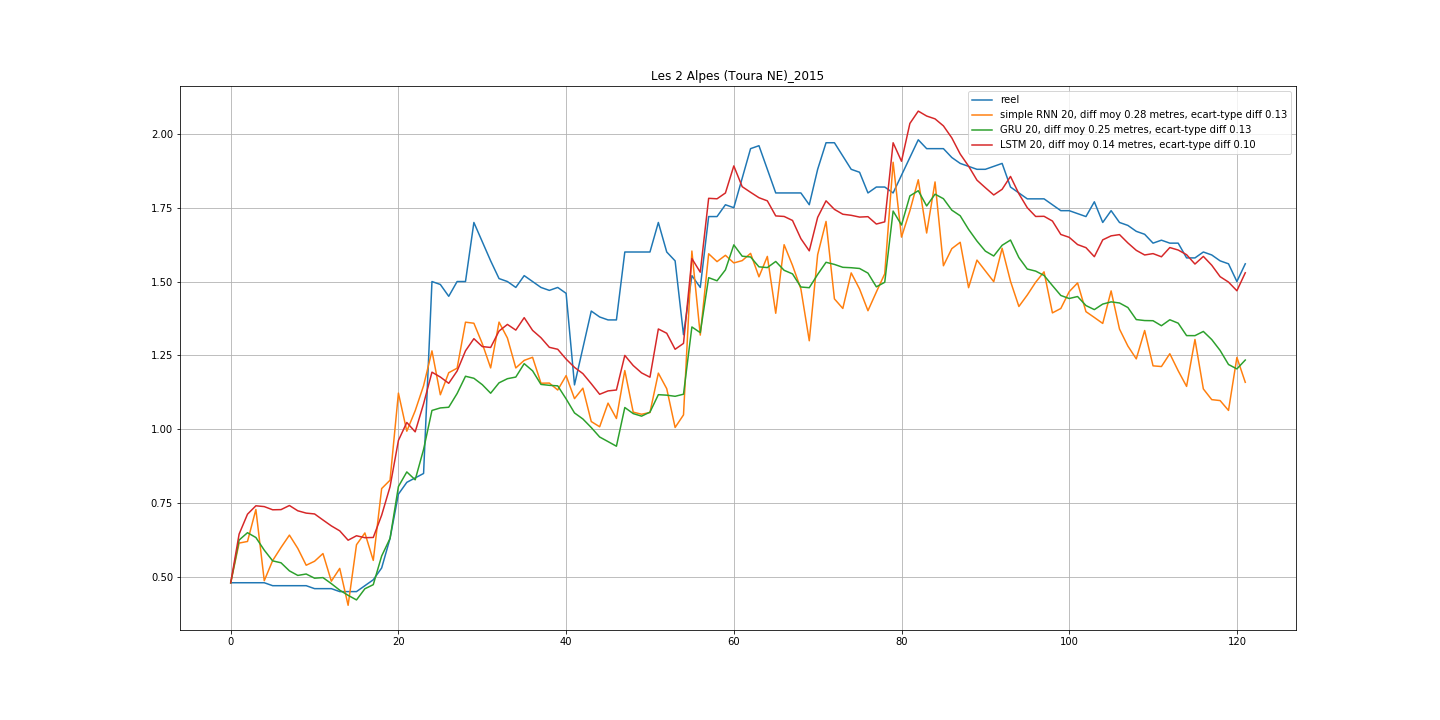 Les 2 Alpes (Toura NE)_2015
reel
simple RNN 20, diff moy 0.28 metres, ecart-type diff 0.13
GRU 20, diff moy 0.25 metres, ecart-type diff 0.13
LSTM 20, diff moy 0.14 metres, ecart-type diff 0.10
2.00
1.75
1.50
1.25
1.00
0.75
0.50
0 20 40 60 80 100 120